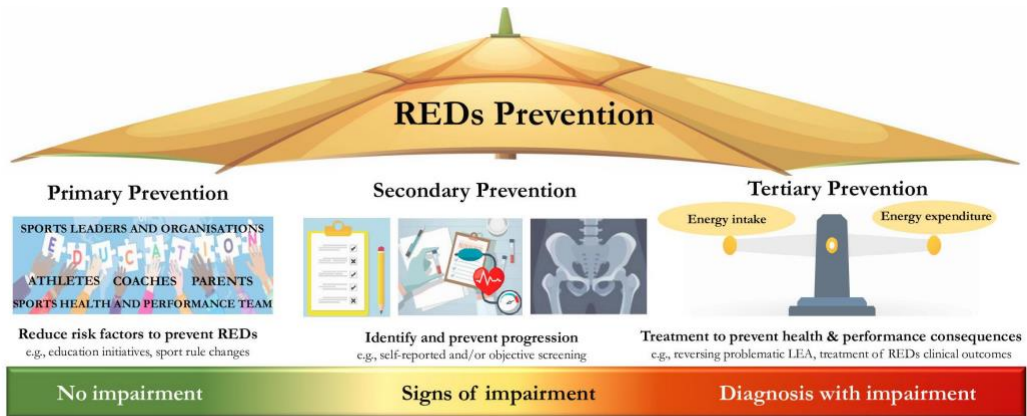 REDs Prevention
Primary Prevention
SPORTS LEADERS AND ORGANISATIONS
EDUCATION
ATHLETES COACHES PARENTS
SPORTS HEALTH AND PERFORMANCE TEAM
Reduce risk factors to prevent REDs
e.g., education initiatives, sport rule changes
Secondary Prevention
Identify and prevent progression
e.g., self-reported and/or objective screening
Tertiary Prevention
Energy intake
Energy expenditure
Treatment to prevent health & performance consequences
e.g., reversing problematic LEA, treatment of REDs clinical outcomes
No impairment
Signs of impairment
Diagnosis with impairment